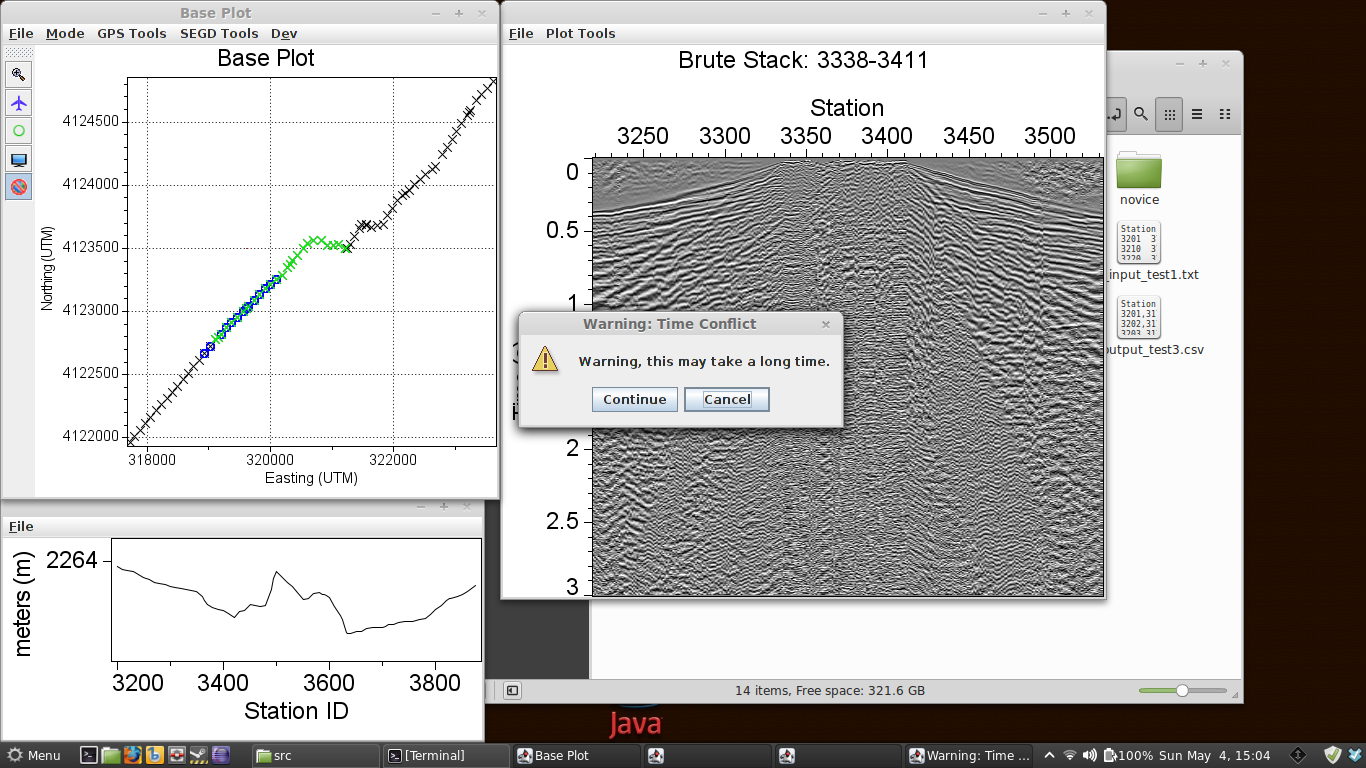 Base Plot
File Mode GPS Tools SEGD Tools Dev
Base Plot
4124500
4124000
4123500
4123000
4122500
4122000
Northing (UTM)
318000 320000 322000
Easting (UTM)
File
2264
meters (m)
3200 3400 3600 3800
Station ID
File Plot Tools
Brute Stack: 3338-3411
Station
3250 3300 3350 3400 3450 3500
0
0.5
1
2
2.5
3
Warning: Time Conflict
Warning, this may take a long time.
Continue Cancel
novice
Station
3201 3
3210 3
3220 3
_input_test1.txt
Station
3201,31
3202,31
3203,31
output_test3.csv
14 items, Free space: 321.6 GB
Java
Menu src [Terminal] Base Plot Warning: Time ... 100% Sun May 4, 15:04